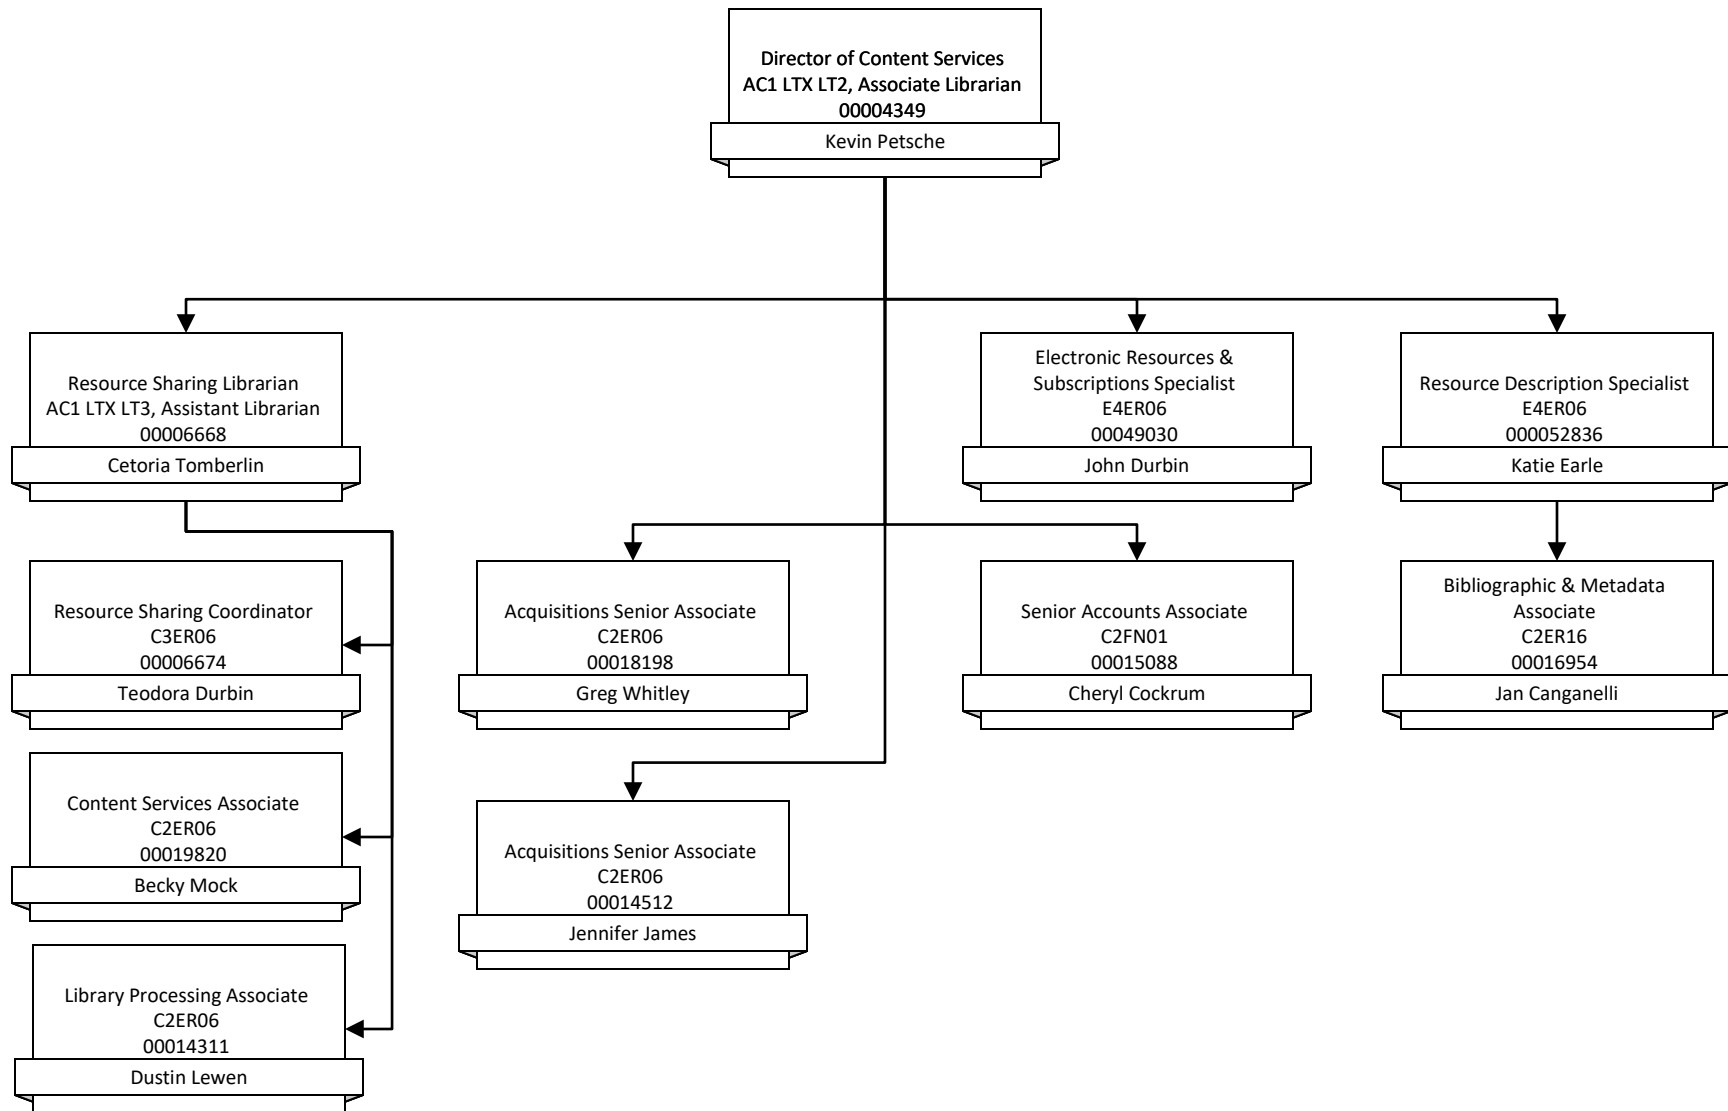 Director of Content Services
AC1 LTX LT2, Associate Librarian
00004349
Kevin Petsche
Resource Sharing Librarian
AC1 LTX LT3, Assistant Librarian
00006668
Cetoria Tomberlin
Electronic Resources &
Subscriptions Specialist
E4ER06
00049030
John Durbin
Resource Description Specialist
E4ER06
000052836
Katie Earle
Resource Sharing Coordinator
C3ER06
00006674
Teodora Durbin
Acquisitions Senior Associate
C2ER06
00018198
Greg Whitley
Senior Accounts Associate
C2FN01
00015088
Cheryl Cockrum
Bibliographic & Metadata
Associate
C2ER16
00016954
Jan Canganelli
Content Services Associate
C2ER06
00019820
Becky Mock
Acquisitions Senior Associate
C2ER06
00014512
Jennifer James
Library Processing Associate
C2ER06
00014311
Dustin Lewen